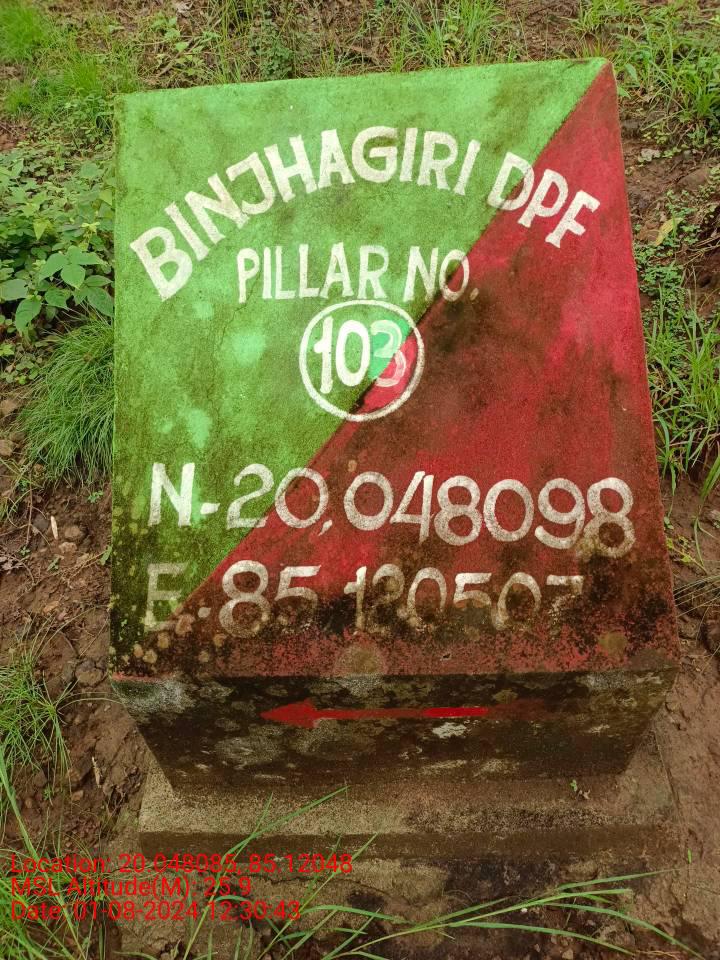 BINJHAGIRI DPF
PILLAR NO.
103
N-20,048098
E-85,120507
Location: 20.048085, 85.12048
MSL Altitude(M): 25.9
Date: 01-08-2024 12:30:43